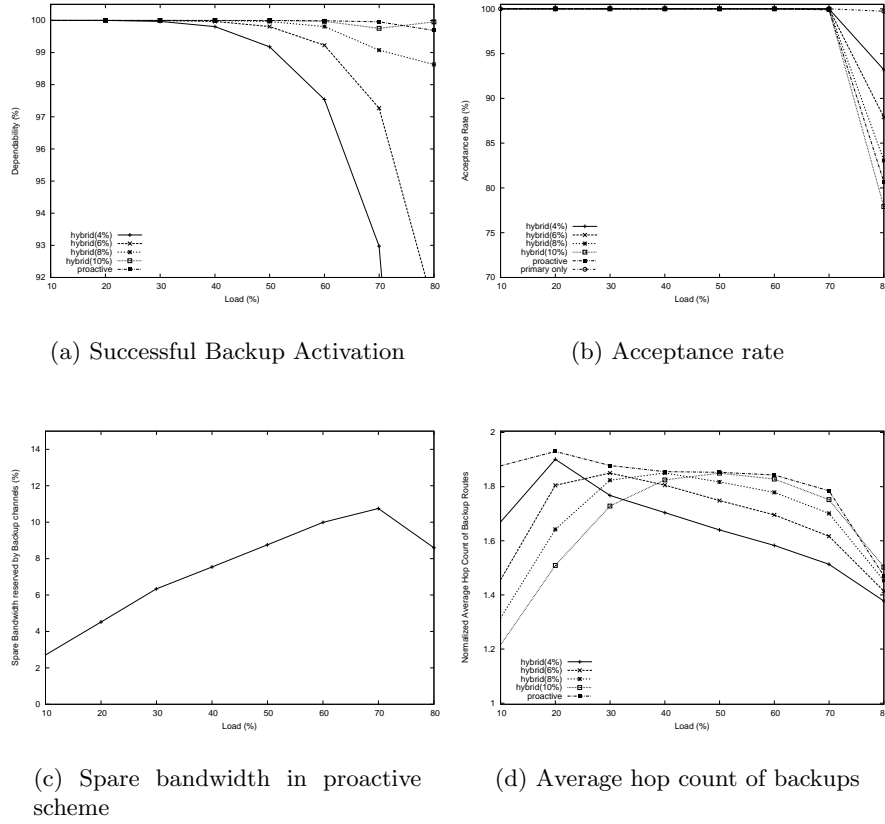 100
99
98
97
96
95
94
93
92
Dependability (%)
hybrid(4%)
hybrid(6%)
hybrid(8%)
hybrid(10%)
proactive
10 20 30 40 50 60 70 80
Load (%)
(a) Successful Backup Activation
100
95
90
85
80
75
70
Acceptance Rate (%)
hybrid(4%)
hybrid(6%)
hybrid(8%)
hybrid(10%)
proactive
primary only
10 20 30 40 50 60 70 8
Load (%)
(b) Acceptance rate
14
12
10
8
6
4
2
0
Spare Bandwidth reserved by Backup channels (%)
10 20 30 40 50 60 70 80
Load (%)
(c) Spare bandwidth in proactive
scheme
2
1.8
1.6
1.4
1.2
1
Normalized Average Hop Count of Backup Routes
hybrid(4%)
hybrid(6%)
hybrid(8%)
hybrid(10%)
proactive
10 20 30 40 50 60 70 8
Load (%)
(d) Average hop count of backups